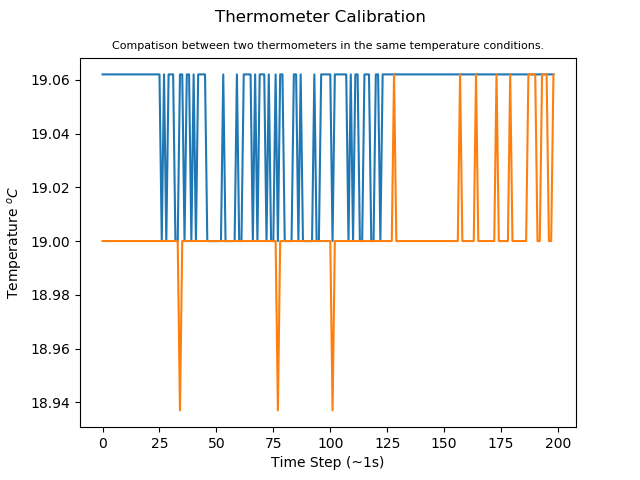 Thermometer Calibration
Compatison between two thermometers in the same temperature conditions.
19.06
19.04
19.02
19.00
18.98
18.96
18.94
Temperature °C
0 25 50 75 100 125 150 175 200
Time Step (~1s)